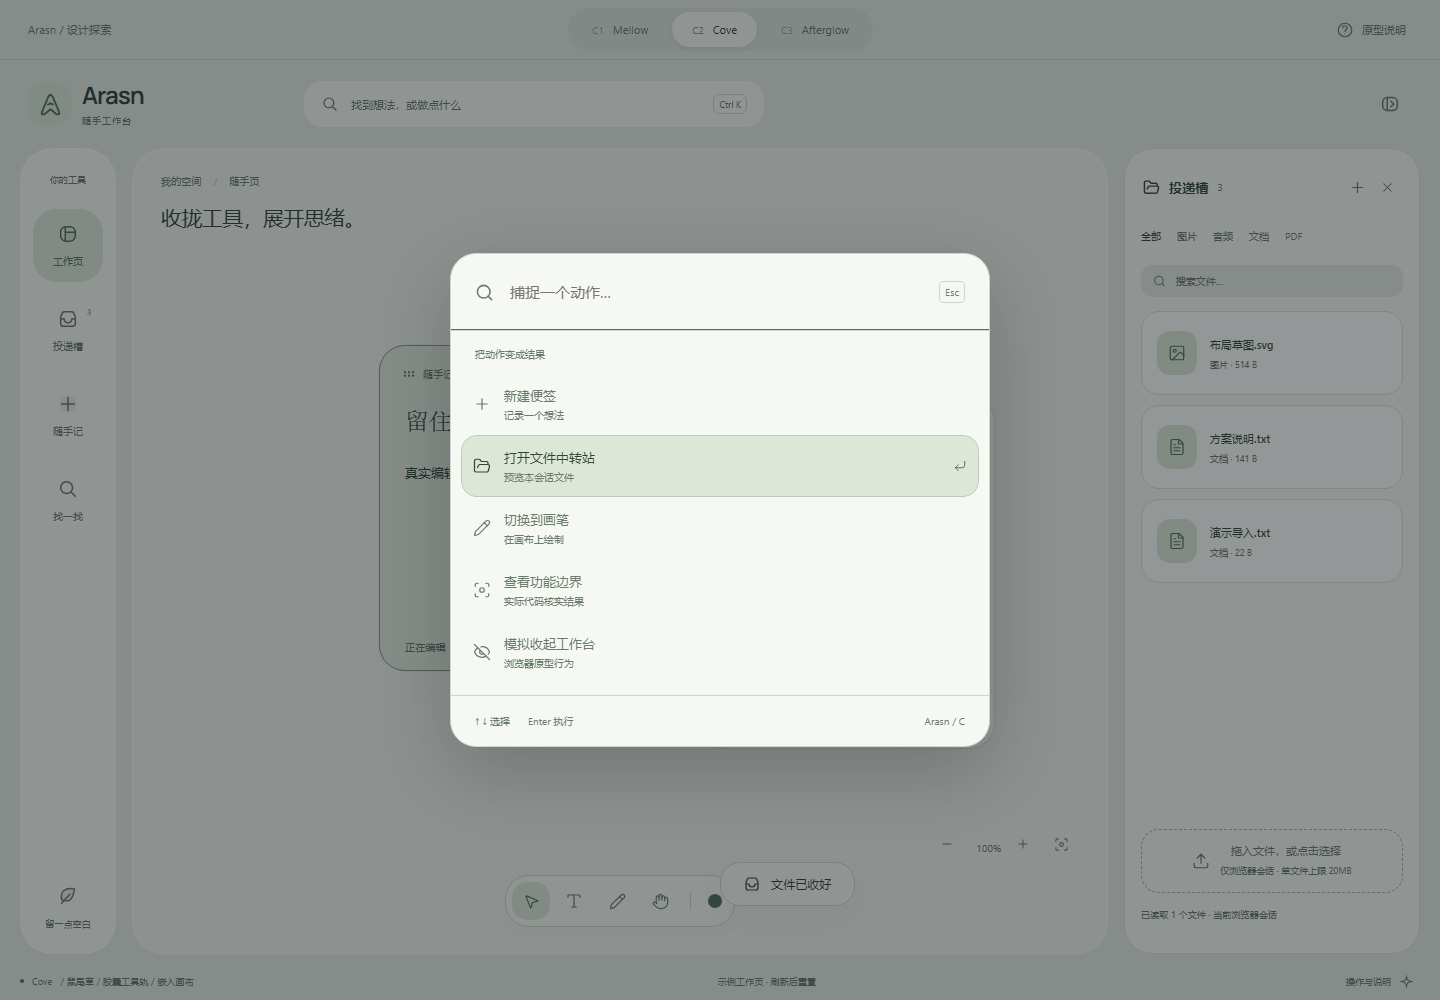 Arasn / 设计探索
C1 Mellow
C2 Cove
C3 Afterglow
原型说明
Arasn
随手工作台
找到想法，或做点什么
Ctrl K
你的工具
工作页
3
投递槽
随手记
找一找
留一点空白
我的空间 / 随手页
收拢工具，展开思绪。
随手记
留住
真实编辑
正在编辑
捕捉一个动作...
Esc
把动作变成结果
新建便签
记录一个想法
打开文件中转站
预览本会话文件
切换到画笔
在画布上绘制
查看功能边界
实际代码核实结果
模拟收起工作台
浏览器原型行为
↑↓ 选择
Enter 执行
Arasn / C
100%
文件已收好
投递槽 3
全部 图片 音频 文档 PDF
搜索文件...
布局草图.svg
图片 · 514 B
方案说明.txt
文档 · 141 B
演示导入.txt
文档 · 22 B
拖入文件，或点击选择
仅浏览器会话 · 单文件上限 20MB
已读取 1 个文件 · 当前浏览器会话
Cove / 鼠尾草 / 胶囊工具轨 / 嵌入画布
示例工作页 · 刷新后重置
操作与说明